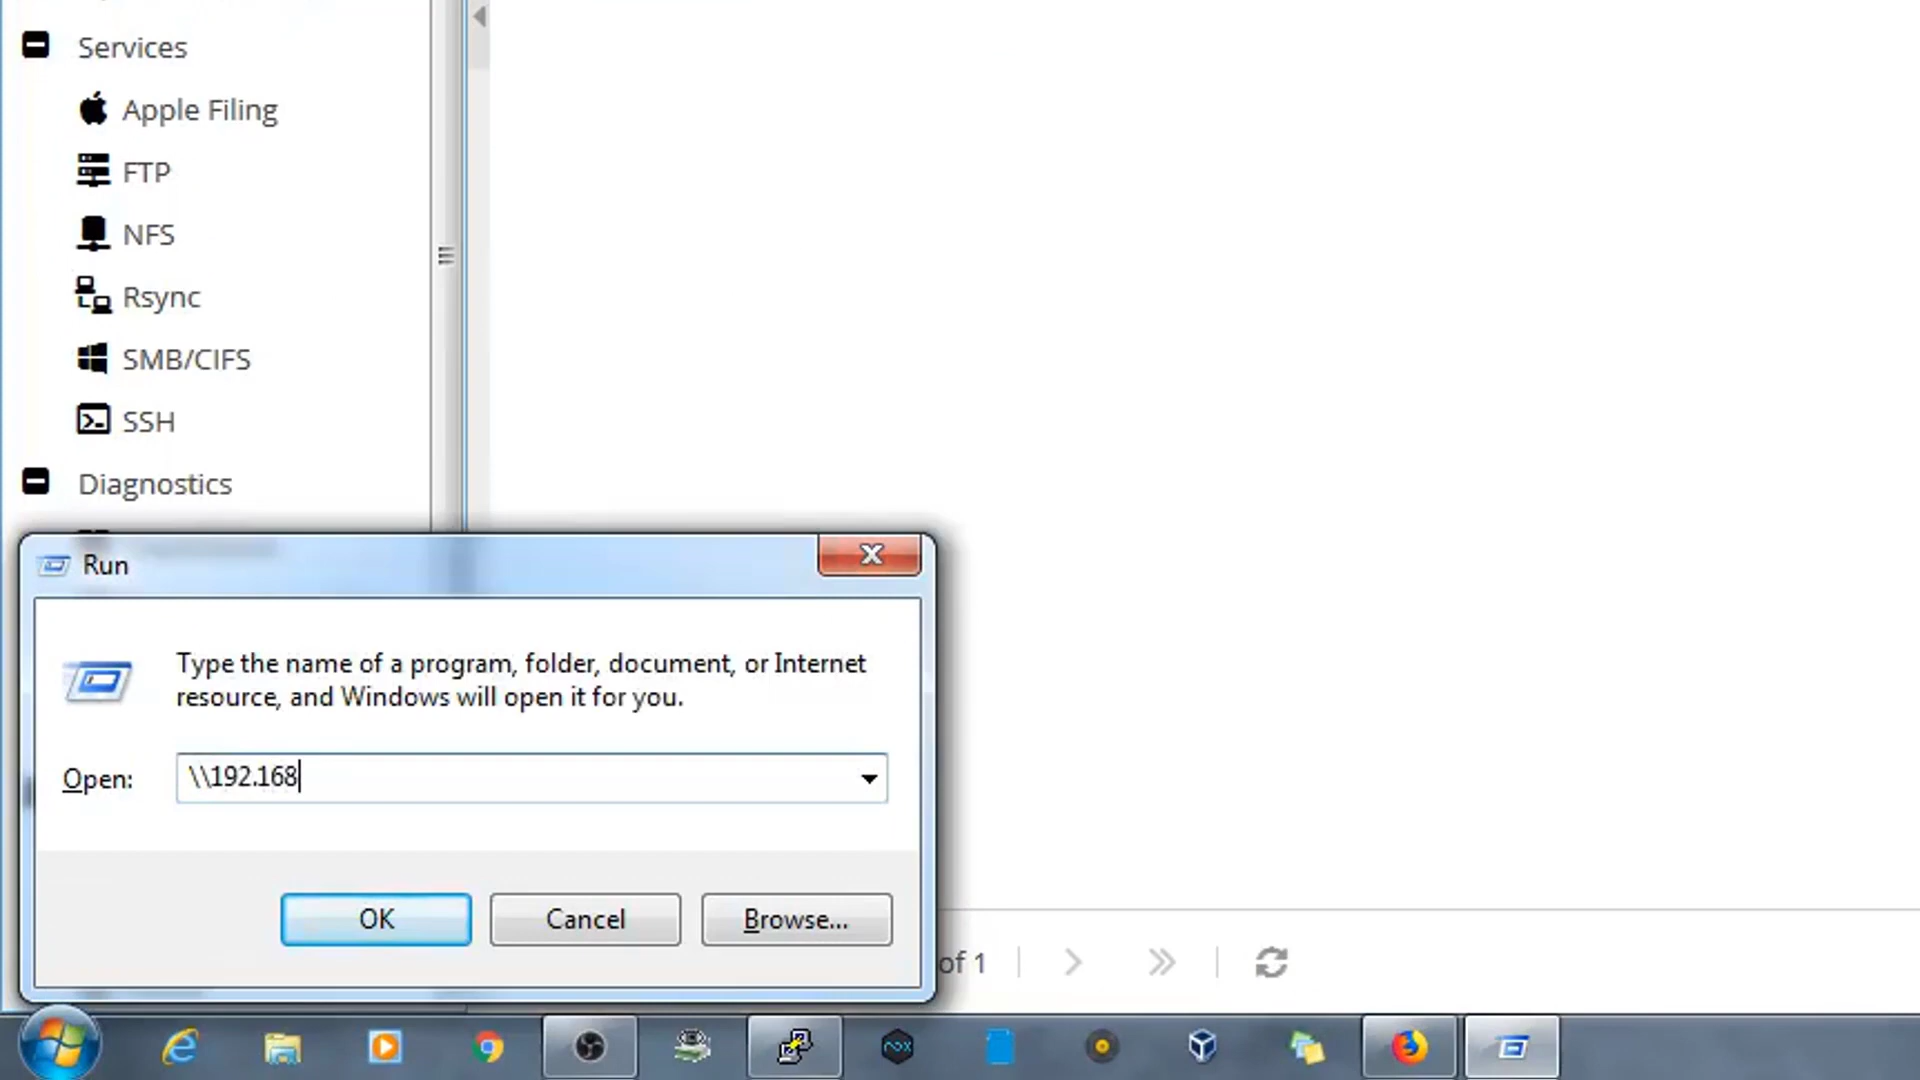 Services
Apple Filing
FTP
NFS
Rsync
SMB/CIFS
SSH
Diagnostics
Run
Type the name of a program, folder, document, or Internet
resource, and Windows will open it for you.
Open: \\192.168
OK Cancel Browse...
of 1